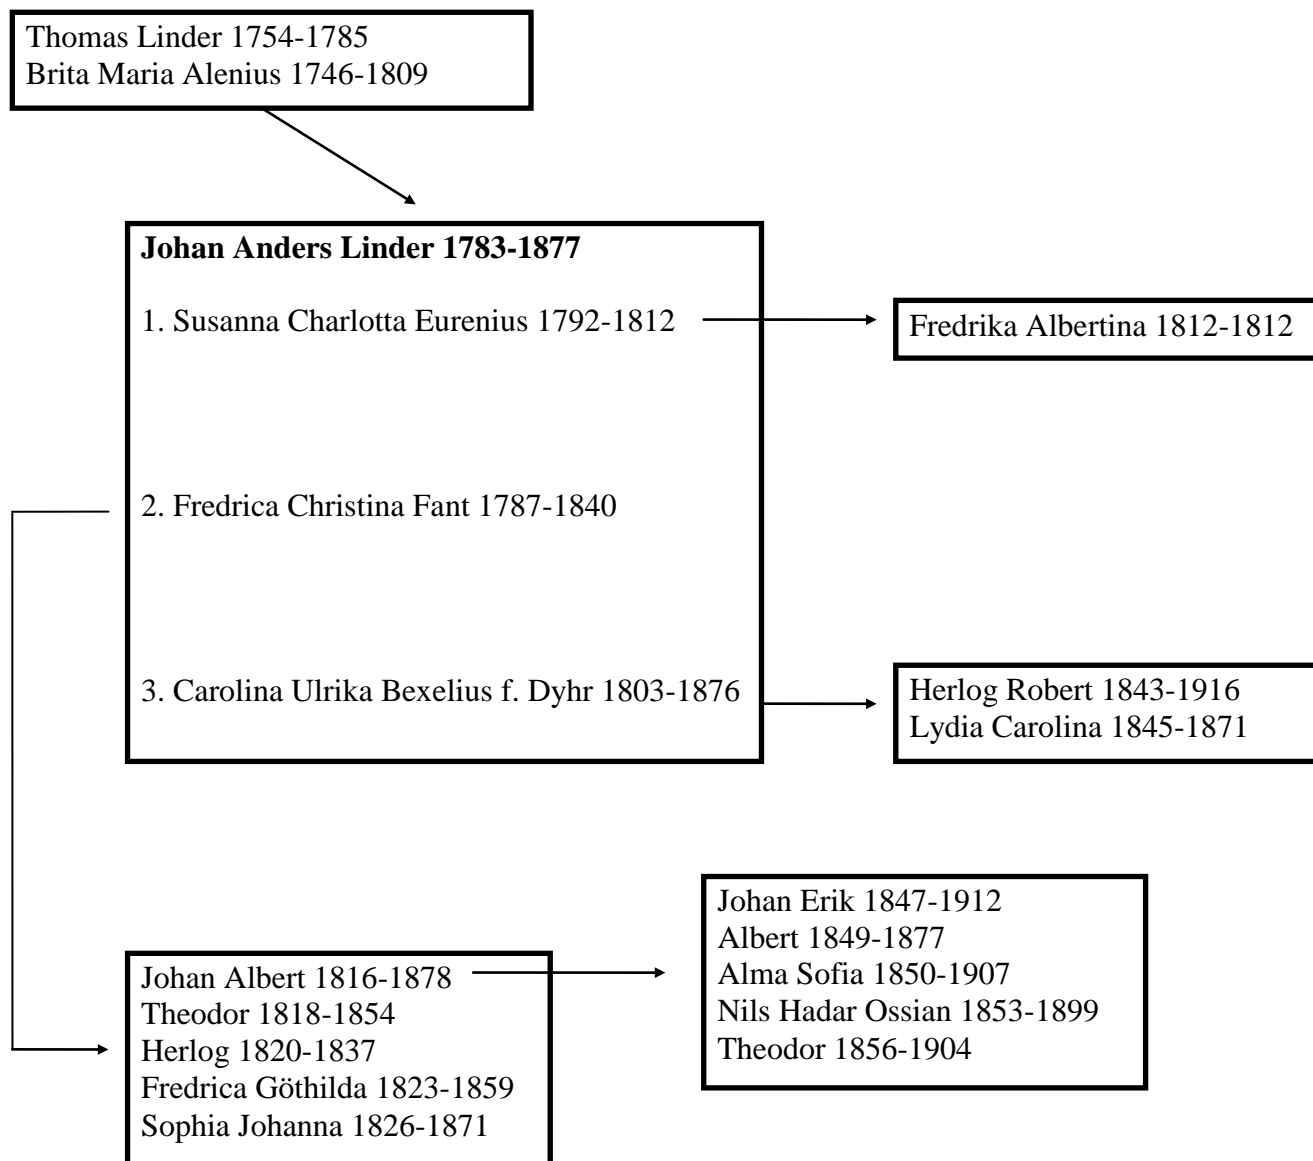 Thomas Linder 1754-1785
Brita Maria Alenius 1746-1809
Johan Anders Linder 1783-1877
1. Susanna Charlotta Eurenius 1792-1812
Fredrika Albertina 1812-1812
2. Fredrica Christina Fant 1787-1840
3. Carolina Ulrika Bexelius f. Dyhr 1803-1876
Herlog Robert 1843-1916
Lydia Carolina 1845-1871
Johan Albert 1816-1878
Theodor 1818-1854
Herlog 1820-1837
Fredrica Göthilda 1823-1859
Sophia Johanna 1826-1871
Johan Erik 1847-1912
Albert 1849-1877
Alma Sofia 1850-1907
Nils Hadar Ossian 1853-1899
Theodor 1856-1904